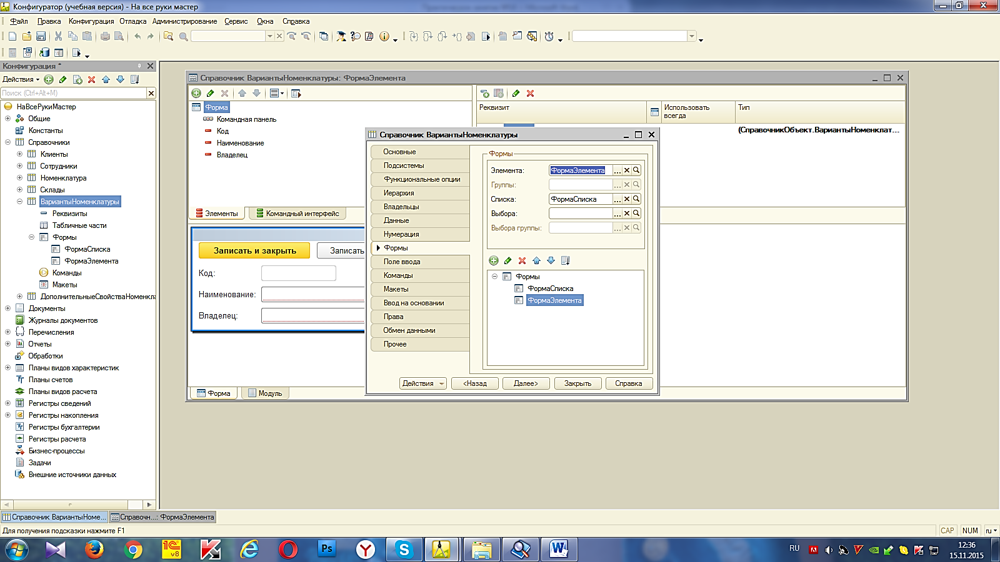 Конфигуратор (учебная версия) - На все руки мастер
Файл Правка Конфигурация Отладка Администрирование Сервис Окна Справка
Конфигурация *
Действия
Поиск (Ctrl+Alt+M)
НаВсеРукиМастер
Общие
Константы
Справочники
Клиенты
Сотрудники
Номенклатура
Склады
ВариантыНоменклатуры
Реквизиты
Табличные части
Формы
ФормаСписка
ФормаЭлемента
Команды
Макеты
ДополнительныеСвойстваНоменкла
Документы
Журналы документов
Перечисления
Отчеты
Обработки
Планы видов характеристик
Планы счетов
Планы видов расчета
Регистры сведений
Регистры накопления
Регистры бухгалтерии
Регистры расчета
Бизнес-процессы
Задачи
Внешние источники данных
Справочник ВариантыНоменклатуры: ФормаЭлемента
Форма
Командная панель
Код
Наименование
Владелец
Элементы Командный интерфейс
Реквизит Использовать всегда Тип
(СправочникОбъект.ВариантыНоменклат...
Записать и закрыть Записать
Код:
Наименование:
Владелец:
Форма Модуль
Справочник ВариантыНоменклатуры
Основные
Подсистемы
Функциональные опции
Иерархия
Владельцы
Данные
Нумерация
Формы
Поле ввода
Команды
Макеты
Ввод на основании
Права
Обмен данными
Прочее
Формы
Элемента: ФормаЭлемента
Группы:
Списка: ФормаСписка
Выбора:
Выбора группы:
Формы
ФормаСписка
ФормаЭлемента
Действия <Назад Далее> Закрыть Справка
Справочник ВариантыНоме... Справочн...: ФормаЭлемента
Для получения подсказки нажмите F1
CAP NUM ru
1С v8
Ps
RU
12:36
15.11.2015